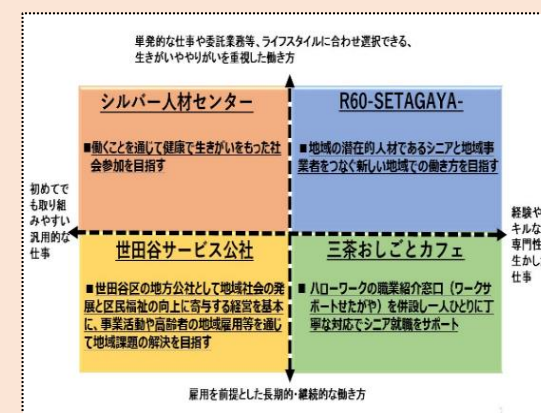 単発的な仕事や委託業務等、ライフスタイルに合わせ選択できる、
生きがいややりがいを重視した働き方
シルバー人材センター
■働くことを通じて健康で生きがいをもった社
会参加を目指す
R60-SETAGAYA-
■地域の潜在的人材であるシニアと地域事
業者をつなぐ新しい地域での働き方を目指す
初めてで
も取り組
みやすい
汎用的な
仕事
経験や
キルな
専門性
生かし
仕事
世田谷サービス公社
■世田谷区の地方公社として地域社会の発
展と区民福祉の向上に寄与する経営を基本
に、事業活動や高齢者の地域雇用等を通じ
て地域課題の解決を目指す
三茶おしごとカフェ
■ハローワークの職業紹介窓口（ワークサ
ポートせたがや）を併設し一人ひとりに丁
寧な対応でシニア就職をサポート
雇用を前提とした長期的・継続的な働き方